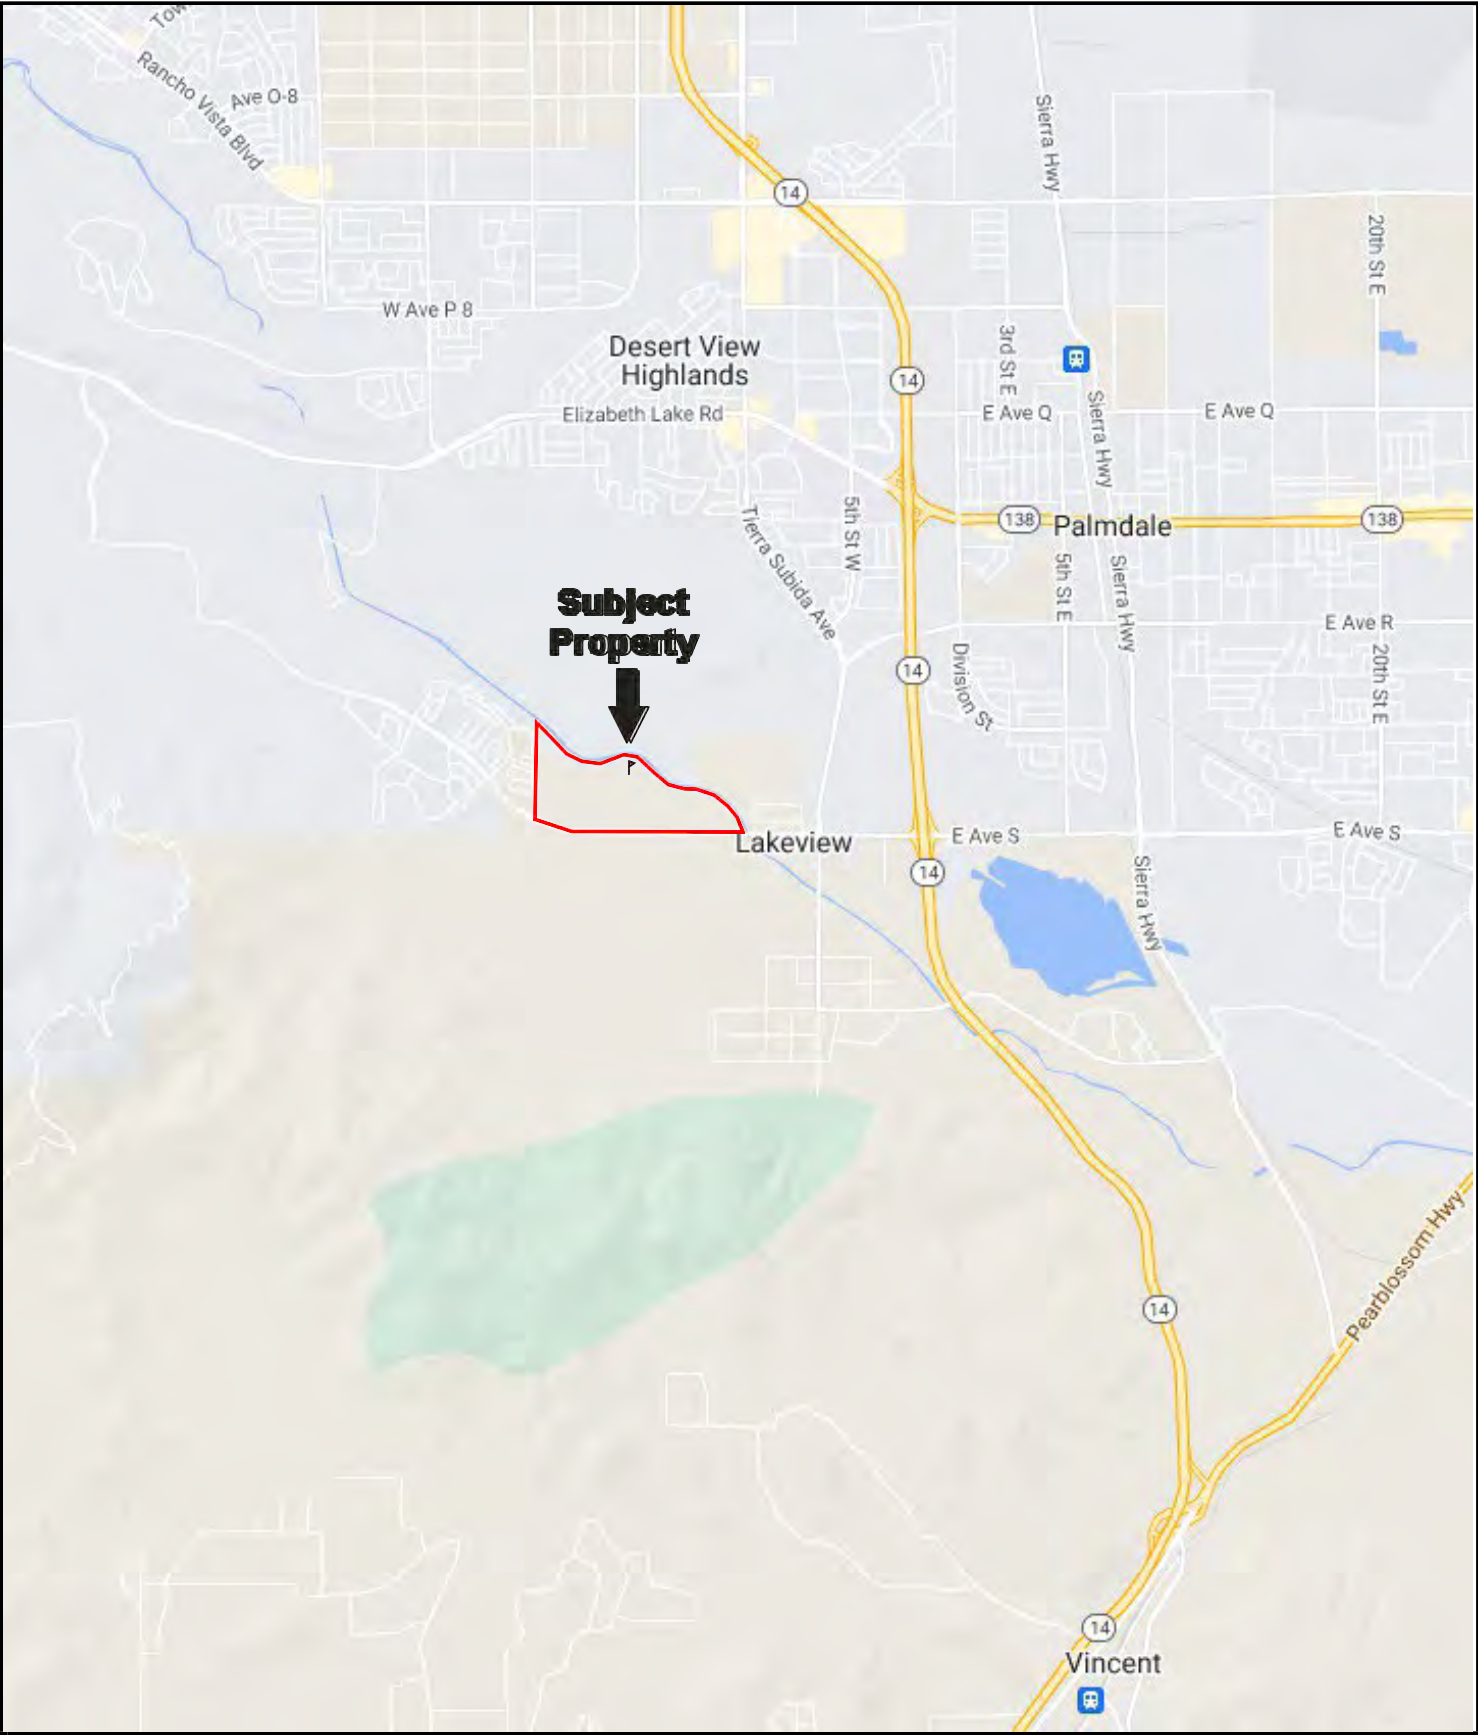 Tow
Rancho Vista Blvd
Ave O-8
Sierra Hwy
14
20th St E
W Ave P 8
Desert View
Highlands
3rd St E
14
Elizabeth Lake Rd
E Ave Q
Sierra Hwy
E Ave Q
Tierra Subida Ave
5th St W
138
Palmdale
138
5th St E
Sierra Hwy
Subject
Property
E Ave R
14
Division St
20th St E
Lakeview
E Ave S
E Ave S
14
Sierra Hwy
Pearblossom Hwy
14
14
Vincent